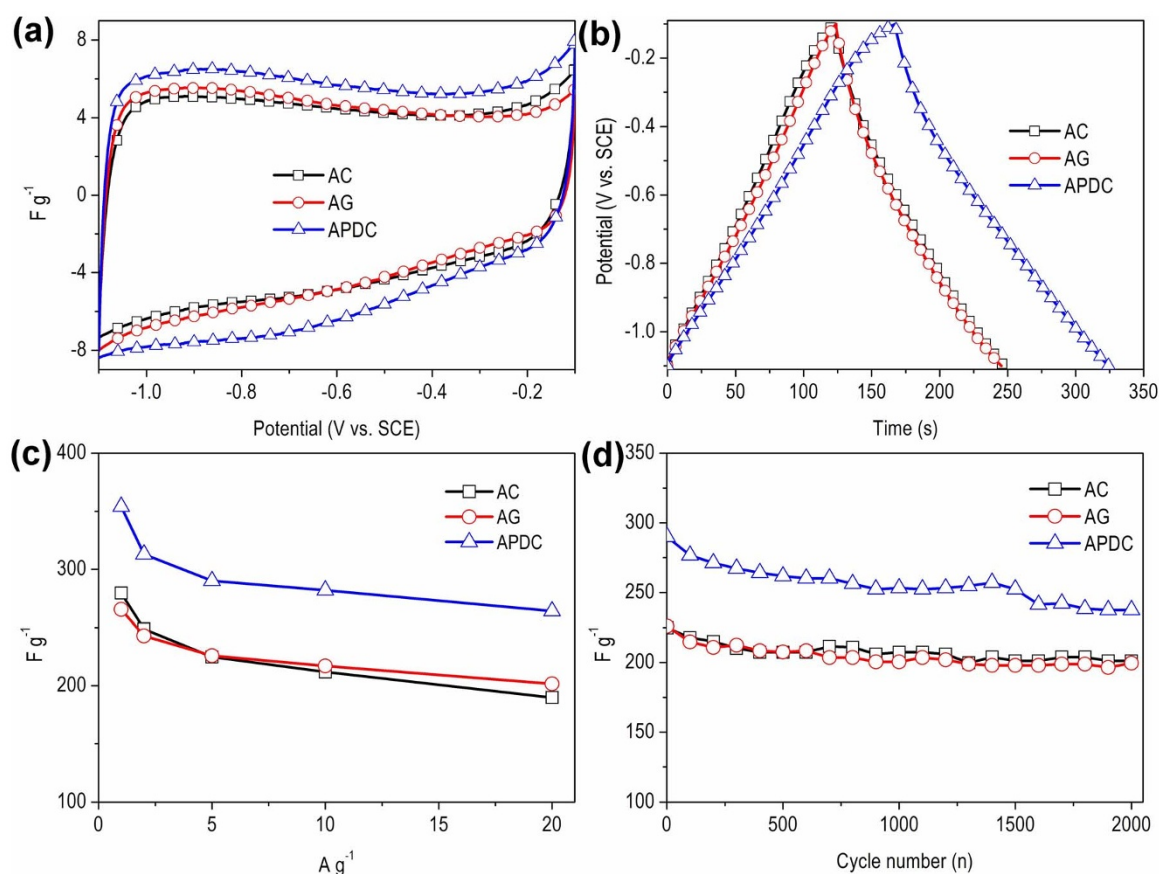 (a)
8
4
0
-4
-8
F g-1
AC
AG
APDC
-1.0 -0.8 -0.6 -0.4 -0.2
Potential (V vs. SCE)
(b)
-0.2
-0.4
-0.6
-0.8
-1.0
Potential (V vs. SCE)
AC
AG
APDC
0 50 100 150 200 250 300 350
Time (s)
(c)
400
300
200
100
F g-1
AC
AG
APDC
0 5 10 15 20
A g-1
(d)
350
300
250
200
150
100
F g-1
AC
AG
APDC
0 500 1000 1500 2000
Cycle number (n)